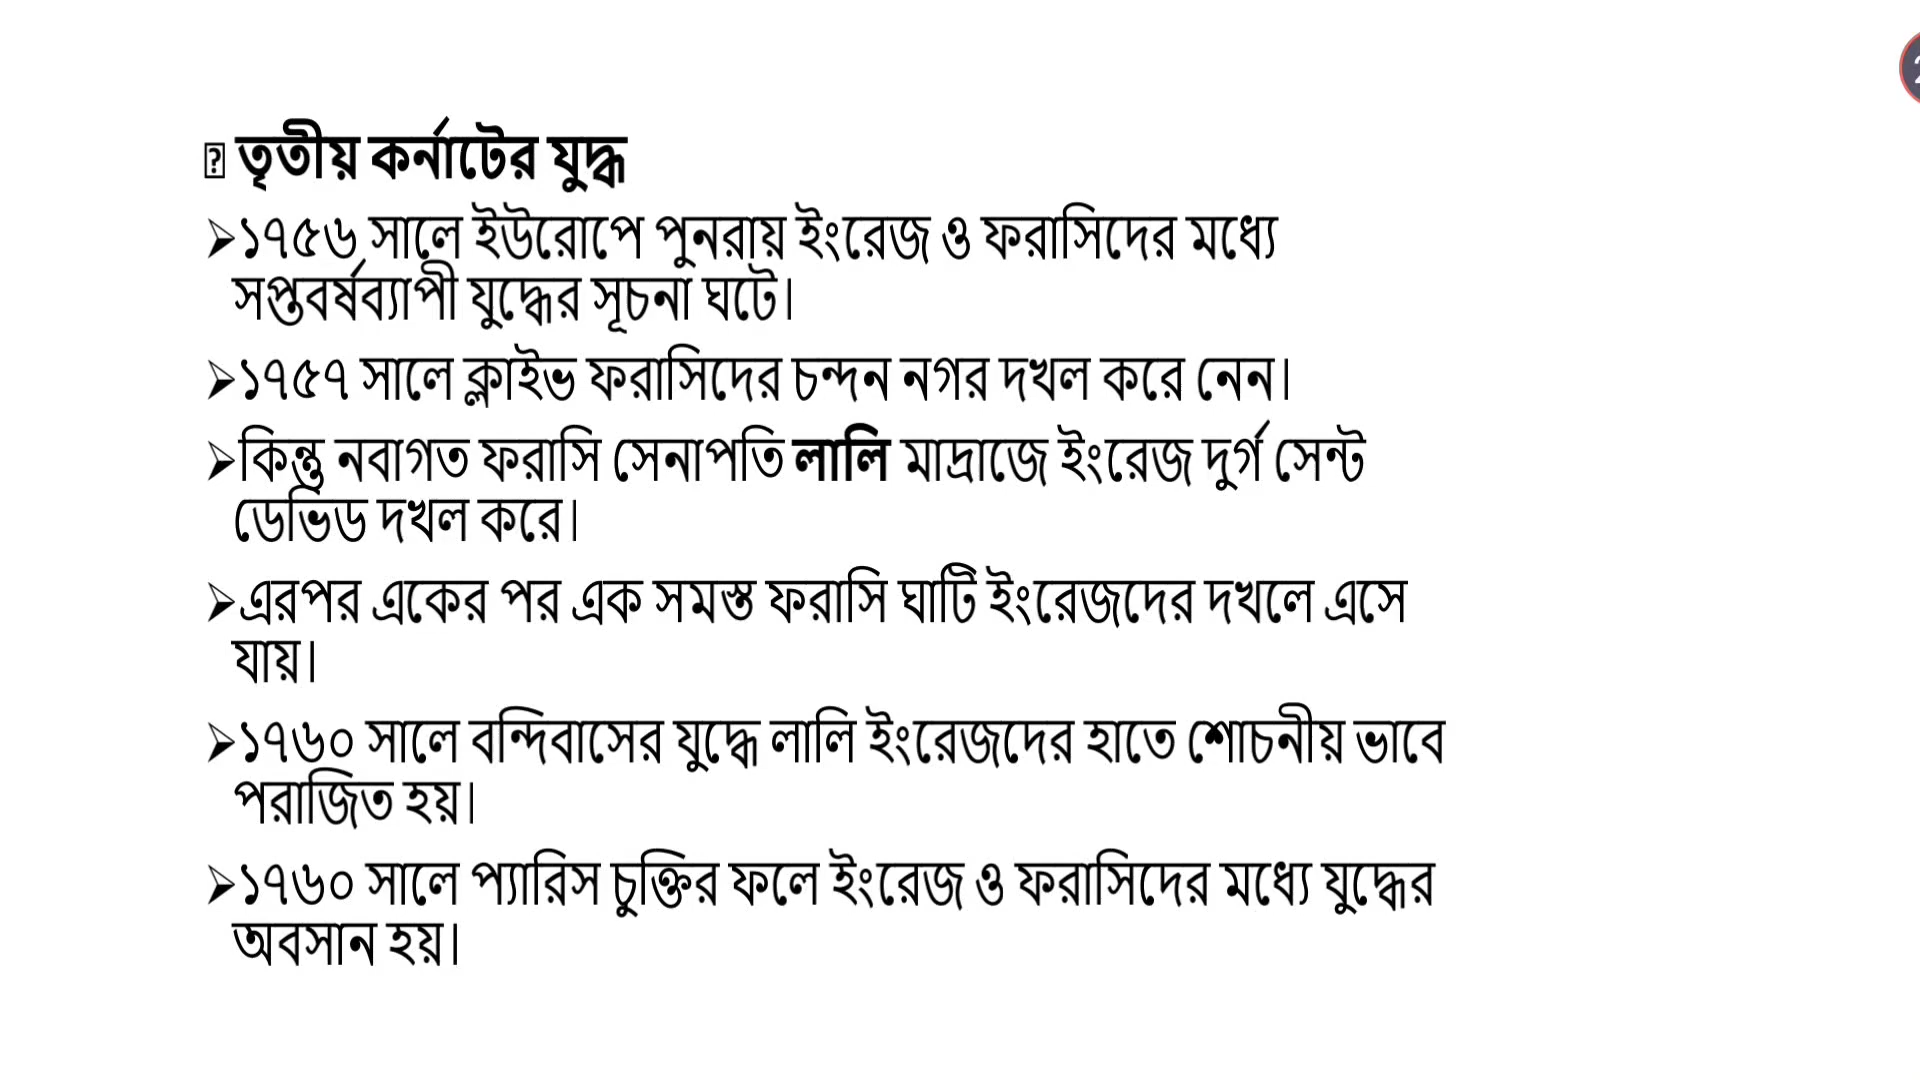 তৃতীয় কর্নাটের যুদ্ধ
➢১৭৫৬ সালে ইউরোপে পুনরায় ইংরেজ ও ফরাসিদের মধ্যে
সপ্তবর্ষব্যাপী যুদ্ধের সূচনা ঘটে।
➢১৭৫৭ সালে ক্লাইভ ফরাসিদের চন্দন নগর দখল করে নেন।
➢কিন্তু নবাগত ফরাসি সেনাপতি লালি মাদ্রাজে ইংরেজ দুর্গ সেন্ট
ডেভিড দখল করে।
➢এরপর একের পর এক সমস্ত ফরাসি ঘাটি ইংরেজদের দখলে এসে
যায়।
➢১৭৬০ সালে বন্দিবাসের যুদ্ধে লালি ইংরেজদের হাতে শোচনীয় ভাবে
পরাজিত হয়।
➢১৭৬০ সালে প্যারিস চুক্তির ফলে ইংরেজ ও ফরাসিদের মধ্যে যুদ্ধের
অবসান হয়।